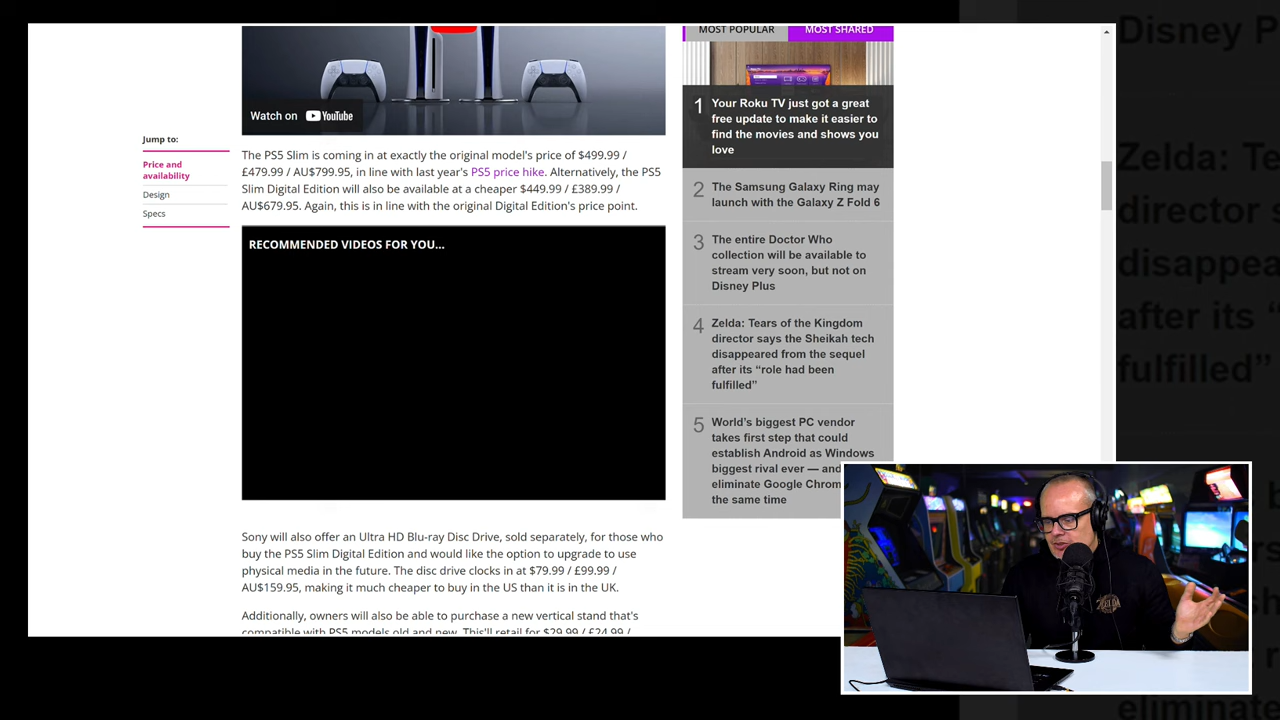 MOST POPULAR
MOST SHARED
Watch on YouTube
Jump to:
Price and
availability
Design
Specs
The PS5 Slim is coming in at exactly the original model's price of $499.99 /
£479.99 / AU$799.95, in line with last year's PS5 price hike. Alternatively, the PS5
Slim Digital Edition will also be available at a cheaper $449.99 / £389.99 /
AU$679.95. Again, this is in line with the original Digital Edition's price point.
RECOMMENDED VIDEOS FOR YOU...
Sony will also offer an Ultra HD Blu-ray Disc Drive, sold separately, for those who
buy the PS5 Slim Digital Edition and would like the option to upgrade to use
physical media in the future. The disc drive clocks in at $79.99 / £99.99 /
AU$159.95, making it much cheaper to buy in the US than it is in the UK.
Additionally, owners will also be able to purchase a new vertical stand that's
compatible with PS5 models old and new. This'll retail for $29.99 / £24.99 /
1
Your Roku TV just got a great
free update to make it easier to
find the movies and shows you
love
2
The Samsung Galaxy Ring may
launch with the Galaxy Z Fold 6
3
The entire Doctor Who
collection will be available to
stream very soon, but not on
Disney Plus
4
Zelda: Tears of the Kingdom
director says the Sheikah tech
disappeared from the sequel
after its “role had been
fulfilled”
5
World’s biggest PC vendor
takes first step that could
establish Android as Windows
biggest rival ever — and
eliminate Google Chrom
the same time
Disney P
Zelda: Te
director s
disappea
after its “
fulfilled”
eliminate
ZELDA